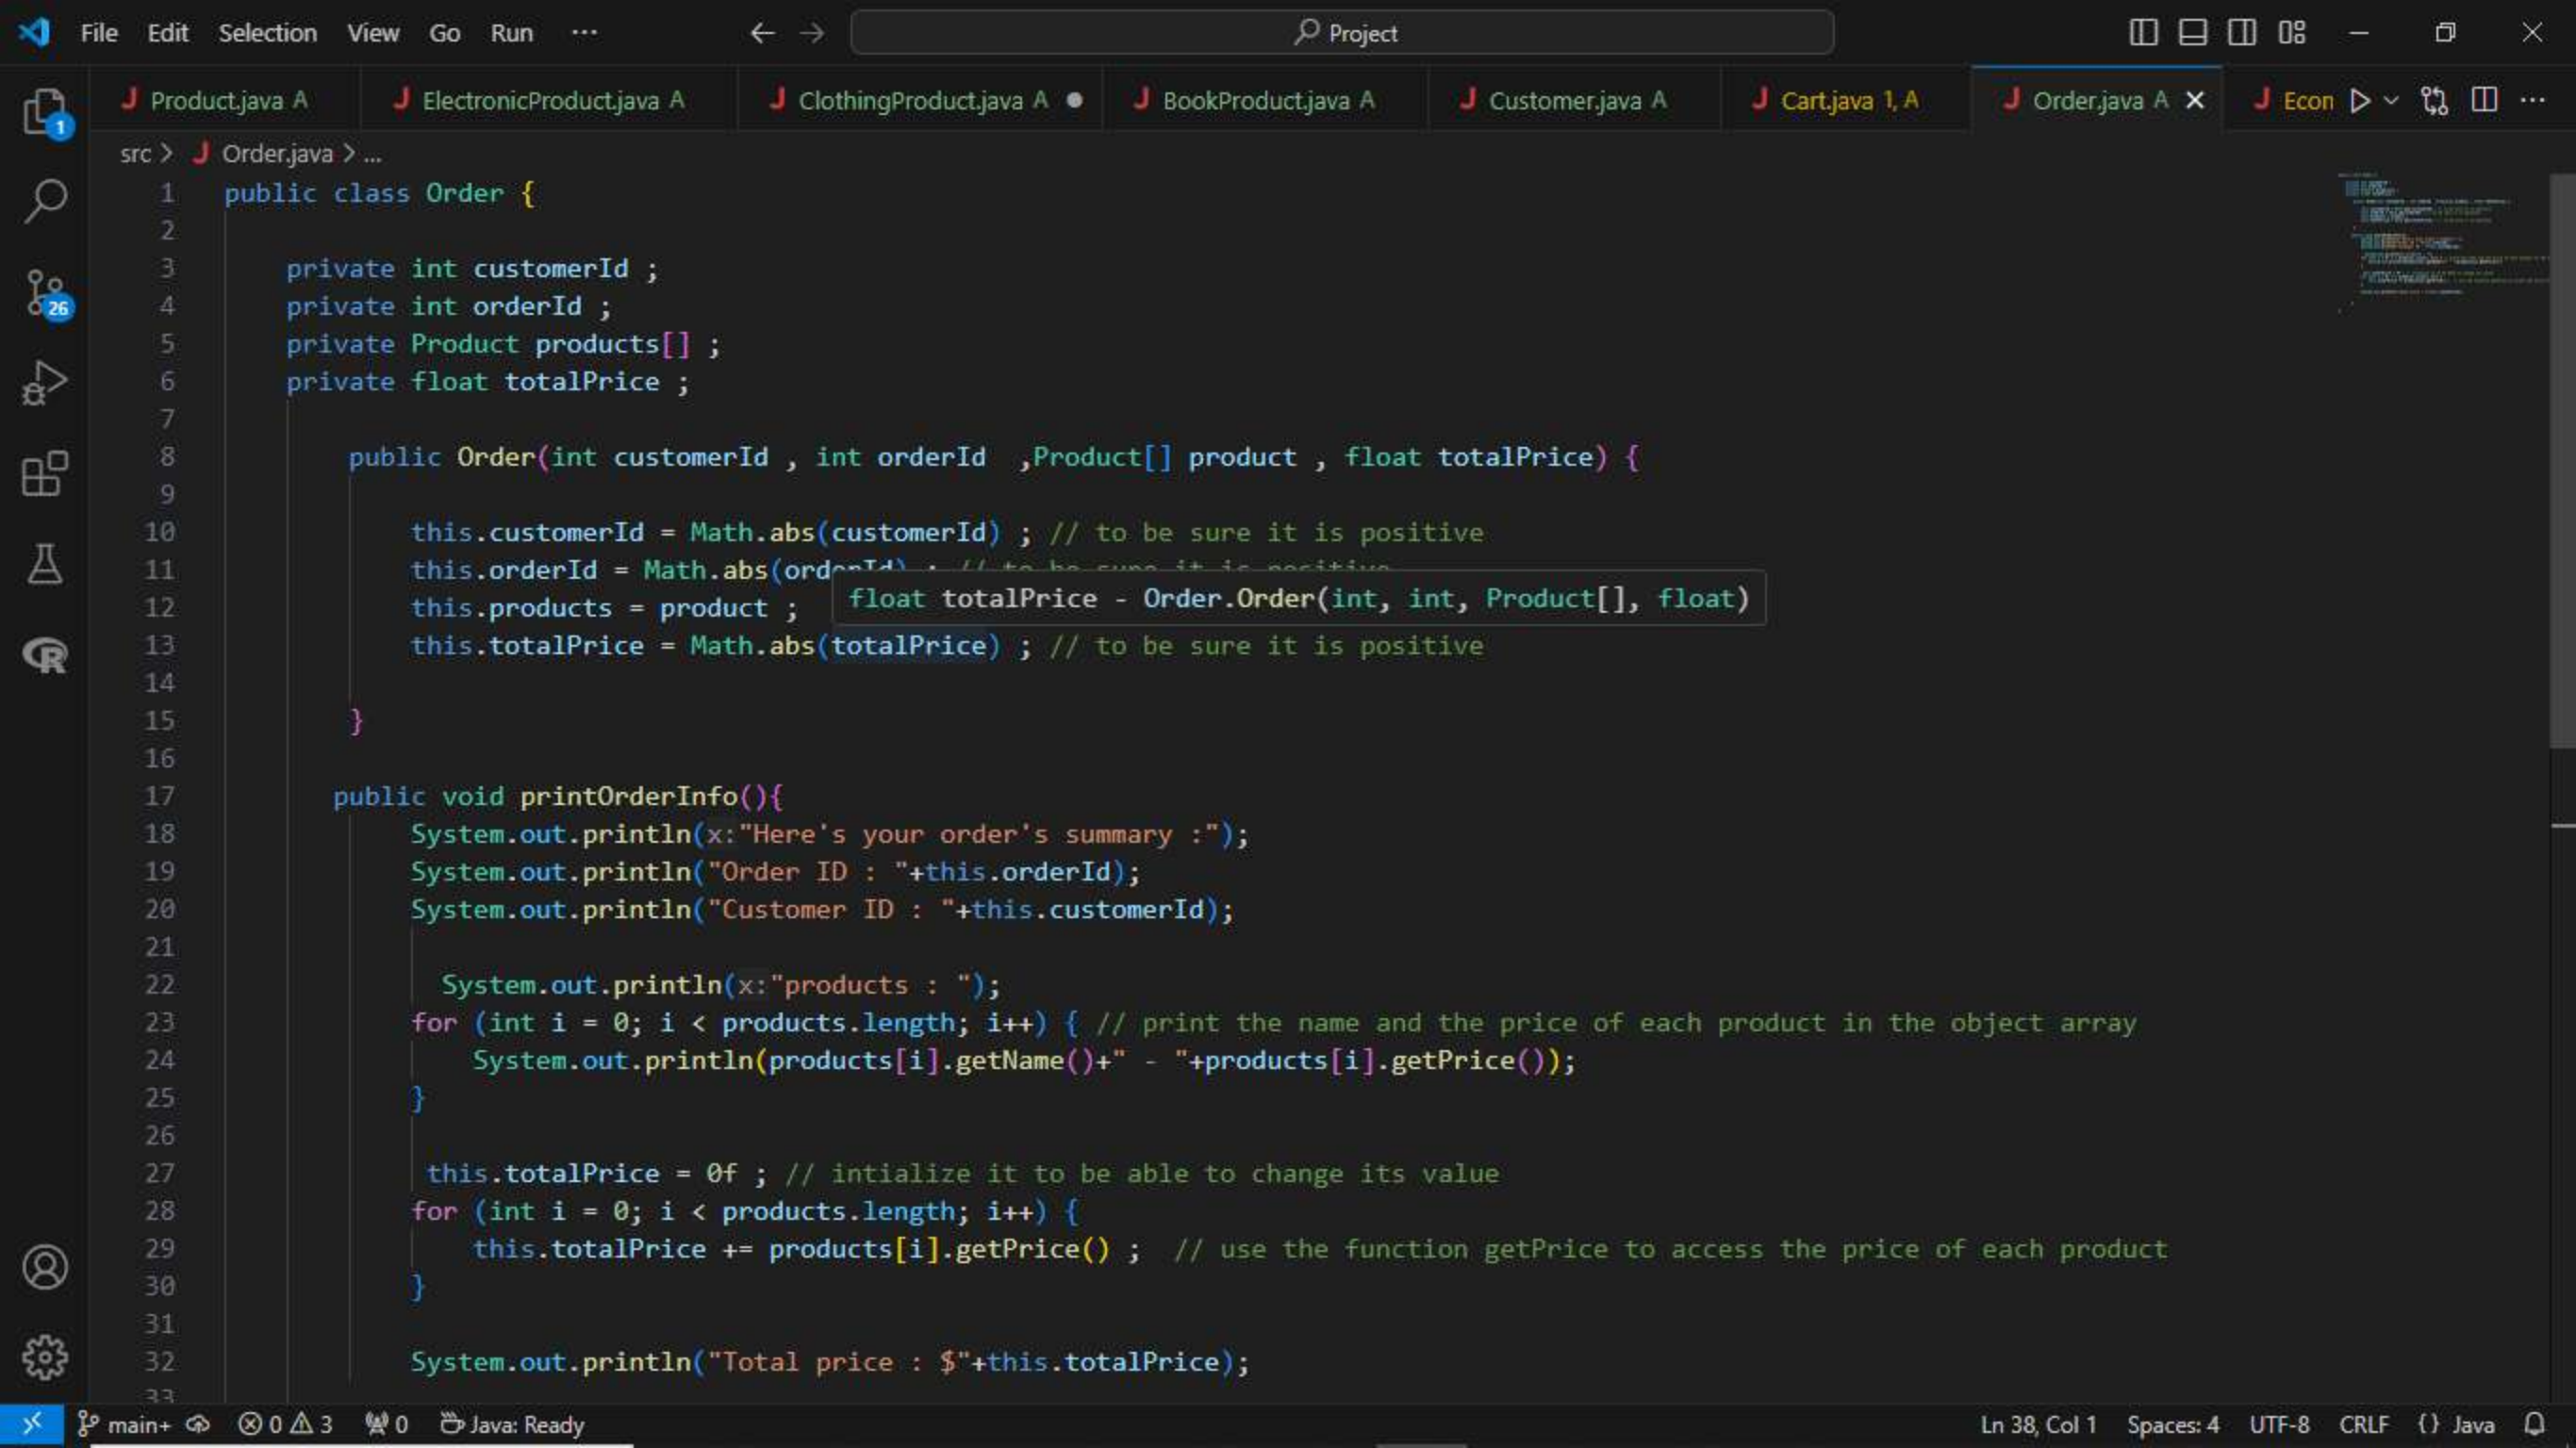 File Edit Selection View Go Run ... Project
Product.java A ElectronicProduct.java A ClothingProduct.java A BookProduct.java A Customer.java A Cart.java 1, A Order.java A Econ
src > Order.java > ...
1 public class Order {
2
3 private int customerId ;
4 private int orderId ;
5 private Product products[] ;
6 private float totalPrice ;
7
8 public Order(int customerId , int orderId ,Product[] product , float totalPrice) {
9
10 this.customerId = Math.abs(customerId) ; // to be sure it is positive
11 this.orderId = Math.abs(orderId) ; // to be sure it is positive
float totalPrice - Order.Order(int, int, Product[], float)
12 this.products = product ;
13 this.totalPrice = Math.abs(totalPrice) ; // to be sure it is positive
14
15 }
16
17 public void printOrderInfo(){
18 System.out.println(x:"Here's your order's summary :");
19 System.out.println("Order ID : "+this.orderId);
20 System.out.println("Customer ID : "+this.customerId);
21
22 System.out.println(x:"products : ");
23 for (int i = 0; i < products.length; i++) { // print the name and the price of each product in the object array
24 System.out.println(products[i].getName()+" - "+products[i].getPrice());
25 }
26
27 this.totalPrice = 0f ; // intialize it to be able to change its value
28 for (int i = 0; i < products.length; i++) {
29 this.totalPrice += products[i].getPrice() ; // use the function getPrice to access the price of each product
30 }
31
32 System.out.println("Total price : $"+this.totalPrice);
33
1
26
main+ 0 3 0 Java: Ready Ln 38, Col 1 Spaces: 4 UTF-8 CRLF {} Java